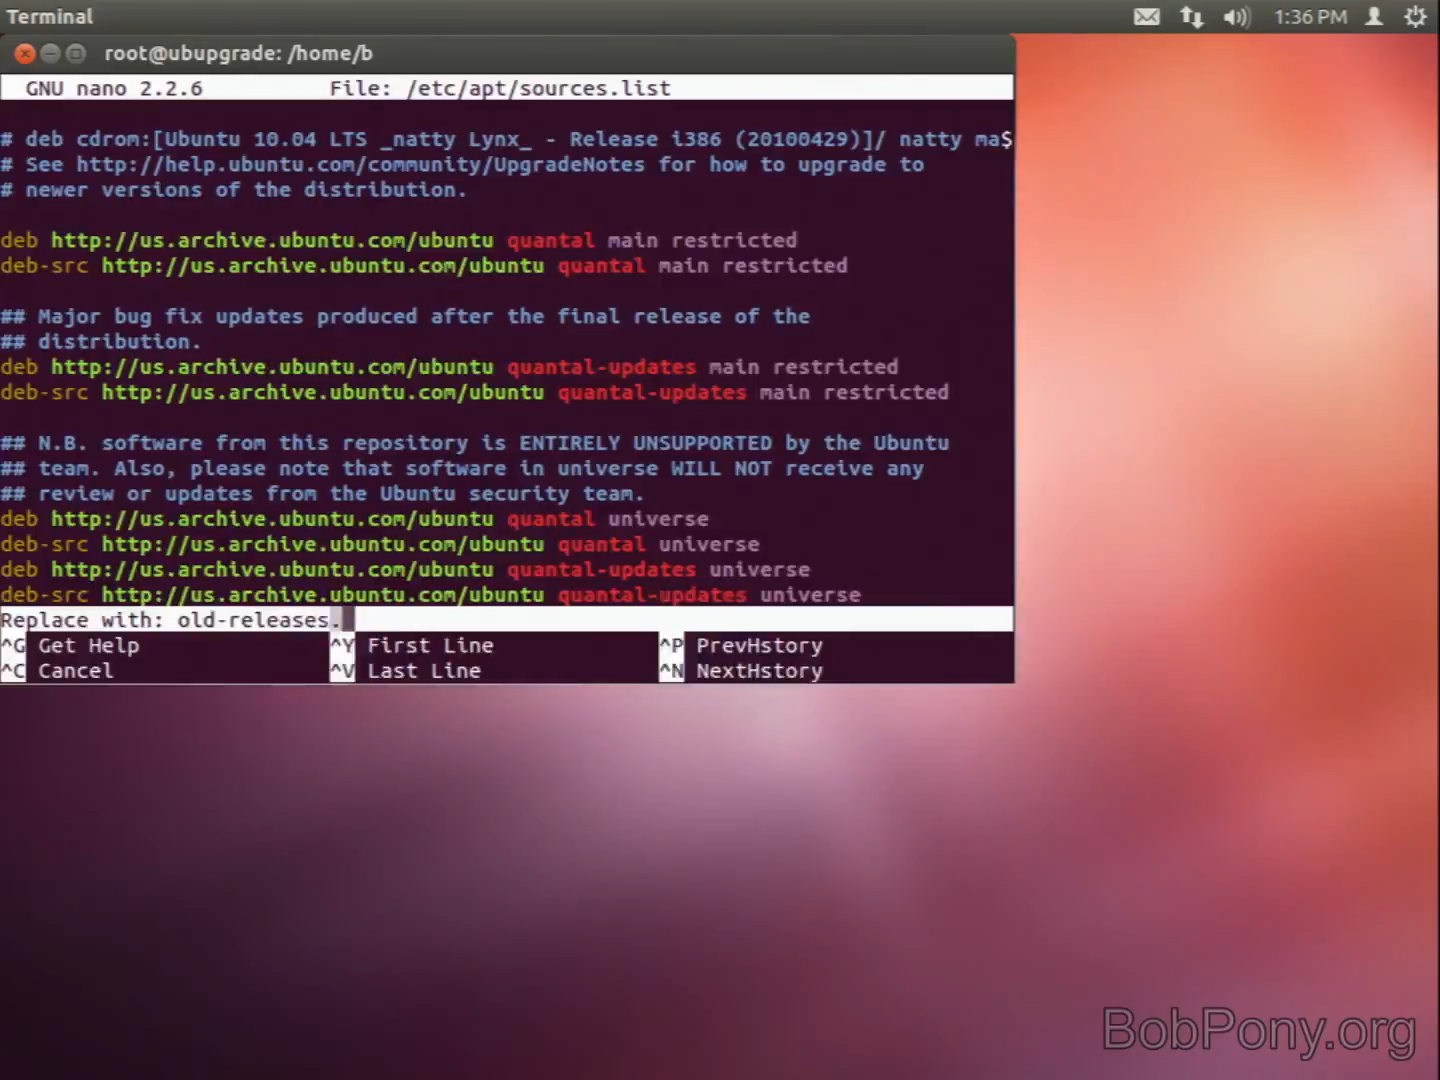 Terminal
1:36 PM
root@ubupgrade: /home/b
GNU nano 2.2.6 File: /etc/apt/sources.list
# deb cdrom:[Ubuntu 10.04 LTS _natty Lynx_ - Release i386 (20100429)]/ natty ma$
# See http://help.ubuntu.com/community/UpgradeNotes for how to upgrade to
# newer versions of the distribution.
deb http://us.archive.ubuntu.com/ubuntu quantal main restricted
deb-src http://us.archive.ubuntu.com/ubuntu quantal main restricted
## Major bug fix updates produced after the final release of the
## distribution.
deb http://us.archive.ubuntu.com/ubuntu quantal-updates main restricted
deb-src http://us.archive.ubuntu.com/ubuntu quantal-updates main restricted
## N.B. software from this repository is ENTIRELY UNSUPPORTED by the Ubuntu
## team. Also, please note that software in universe WILL NOT receive any
## review or updates from the Ubuntu security team.
deb http://us.archive.ubuntu.com/ubuntu quantal universe
deb-src http://us.archive.ubuntu.com/ubuntu quantal universe
deb http://us.archive.ubuntu.com/ubuntu quantal-updates universe
deb-src http://us.archive.ubuntu.com/ubuntu quantal-updates universe
Replace with: old-releases.
^G Get Help ^Y First Line ^P PrevHstory
^C Cancel ^V Last Line ^N NextHstory
BobPony.org